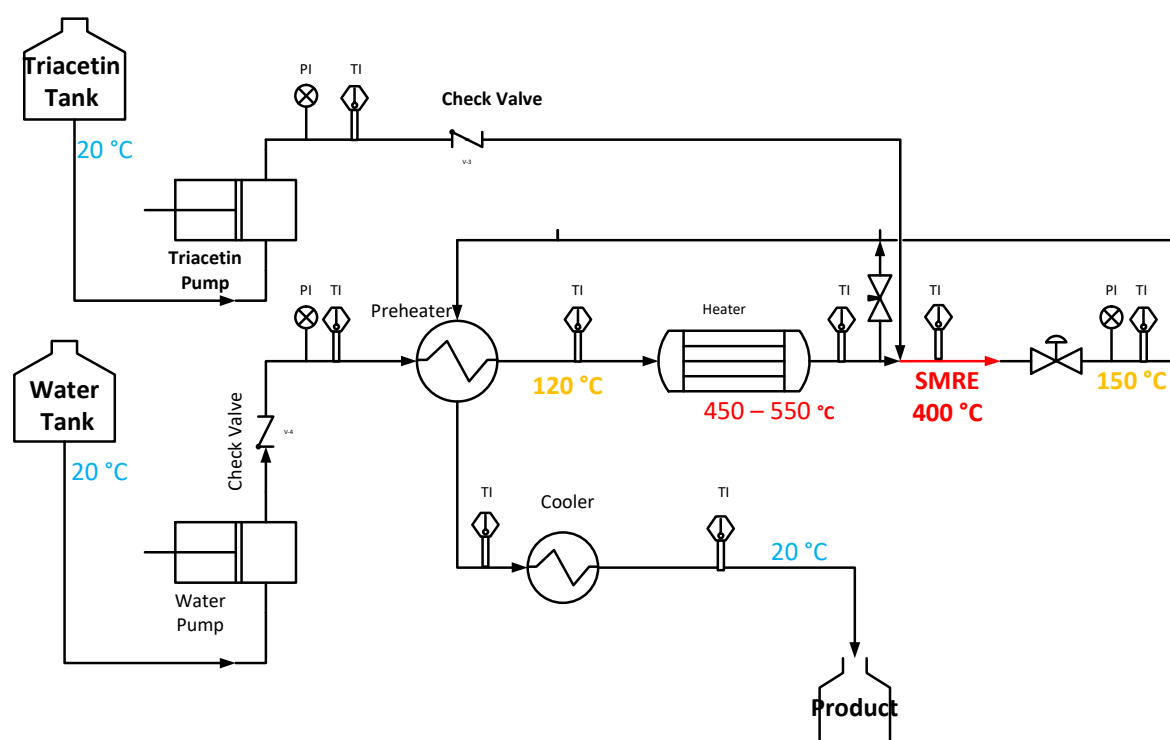 Triacetin
Tank
20 °C
PI
TI
Check Valve
V-3
Triacetin
Pump
PI
TI
Preheater
TI
Heater
TI
TI
PI
TI
120 °C
450 – 550 °C
SMRE
400 °C
150 °C
Water
Tank
20 °C
Check Valve
V-4
Water
Pump
TI
Cooler
TI
20 °C
Product